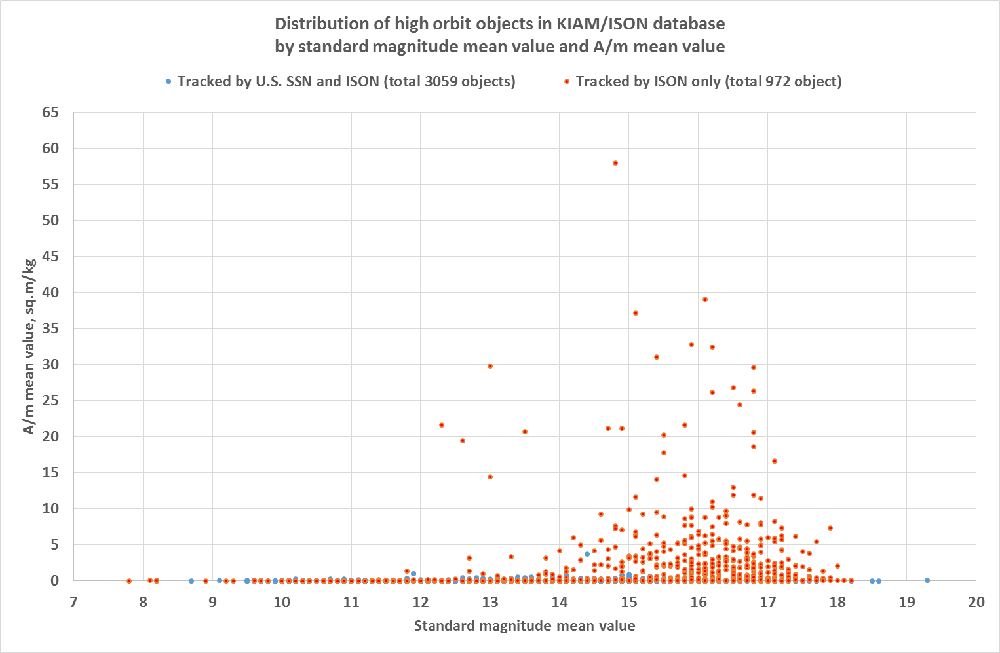 Distribution of high orbit objects in KIAM/ISON database
by standard magnitude mean value and A/m mean value
Tracked by U.S. SSN and ISON (total 3059 objects)
Tracked by ISON only (total 972 object)
A/m mean value, sq.m/kg
65
60
55
50
45
40
35
30
25
20
15
10
5
0
7 8 9 10 11 12 13 14 15 16 17 18 19 20
Standard magnitude mean value